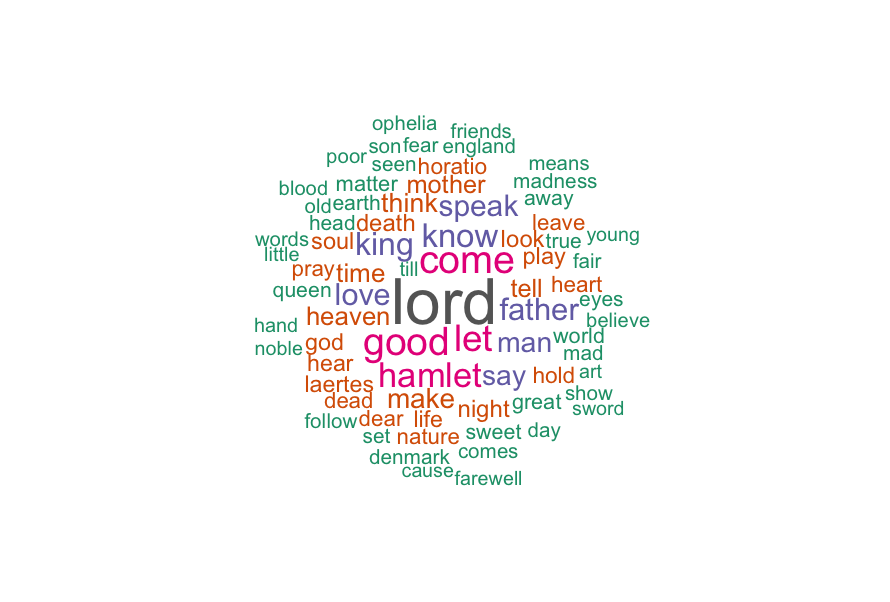 ophelia
friends
son fear england
poor seen horatio means
blood matter mother madness
old earth think speak away
head death know look leave
words soul king come true young
little pray time till play fair
queen love lord tell heart eyes
heaven father believe
hand good let man world
noble god mad
hear hamlet say hold art
laertes make show
dead night great sword
follow dear life
set nature sweet day
denmark comes
cause farewell